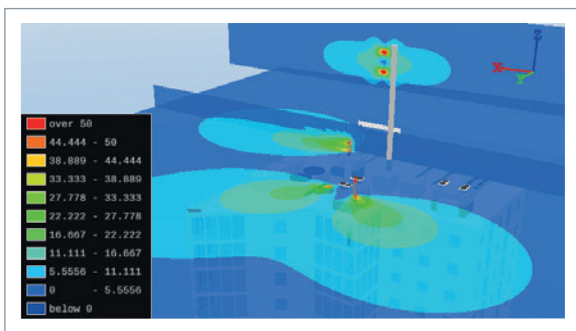 over 50
44.444 - 50
38.889 - 44.444
33.333 - 38.889
27.778 - 33.333
22.222 - 27.778
16.667 - 22.222
11.111 - 16.667
5.5556 - 11.111
0 - 5.5556
below 0
Z
X
Y